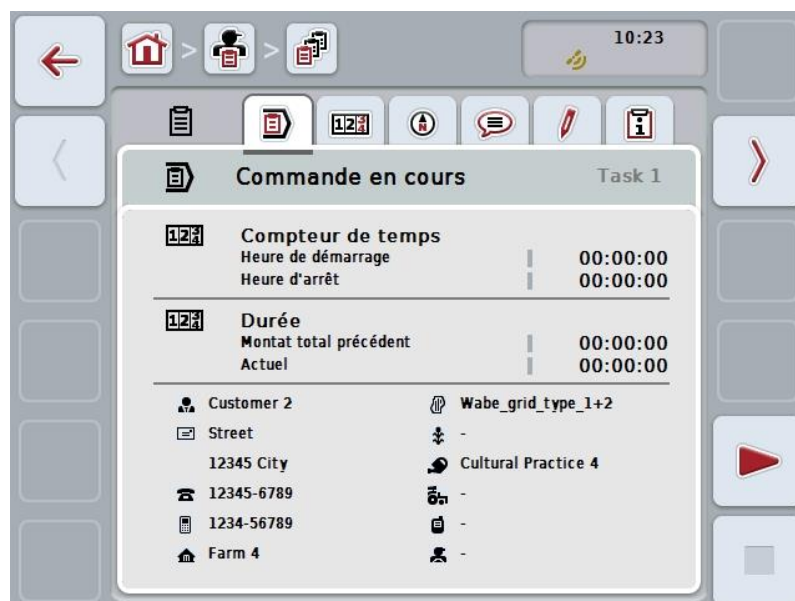 10:23
Commande en cours Task 1
Compteur de temps
Heure de démarrage 00:00:00
Heure d'arrêt 00:00:00
Durée
Montat total précédent 00:00:00
Actuel 00:00:00
Customer 2
Street
12345 City
12345-6789
1234-56789
Farm 4
Wabe_grid_type_1+2
-
Cultural Practice 4
-
-
-